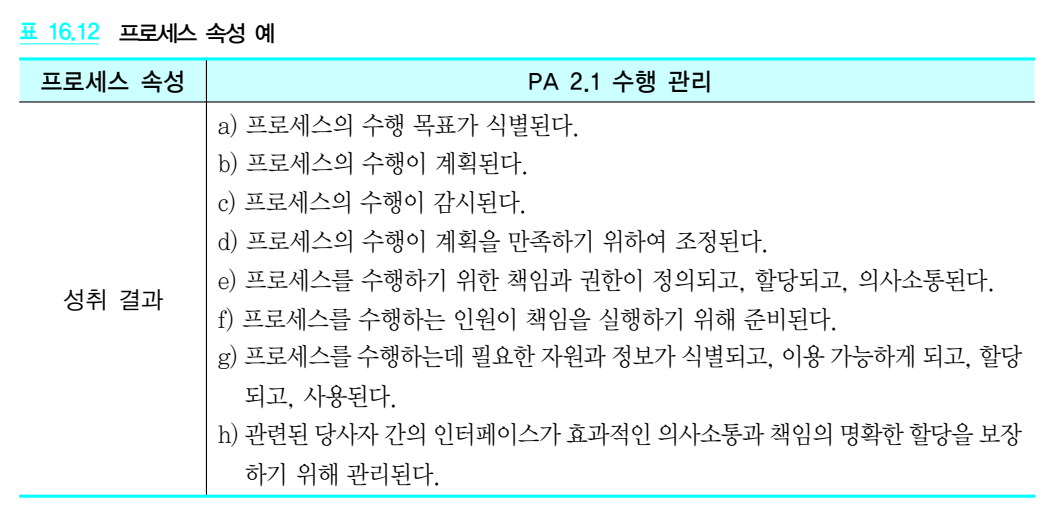 표 16.12 프로세스 속성 예
프로세스 속성 PA 2.1 수행 관리
a) 프로세스의 수행 목표가 식별된다.
b) 프로세스의 수행이 계획된다.
c) 프로세스의 수행이 감시된다.
d) 프로세스의 수행이 계획을 만족하기 위하여 조정된다.
e) 프로세스를 수행하기 위한 책임과 권한이 정의되고, 할당되고, 의사소통된다.
성취 결과
f) 프로세스를 수행하는 인원이 책임을 실행하기 위해 준비된다.
g) 프로세스를 수행하는데 필요한 자원과 정보가 식별되고, 이용 가능하게 되고, 할당
되고, 사용된다.
h) 관련된 당사자 간의 인터페이스가 효과적인 의사소통과 책임의 명확한 할당을 보장
하기 위해 관리된다.